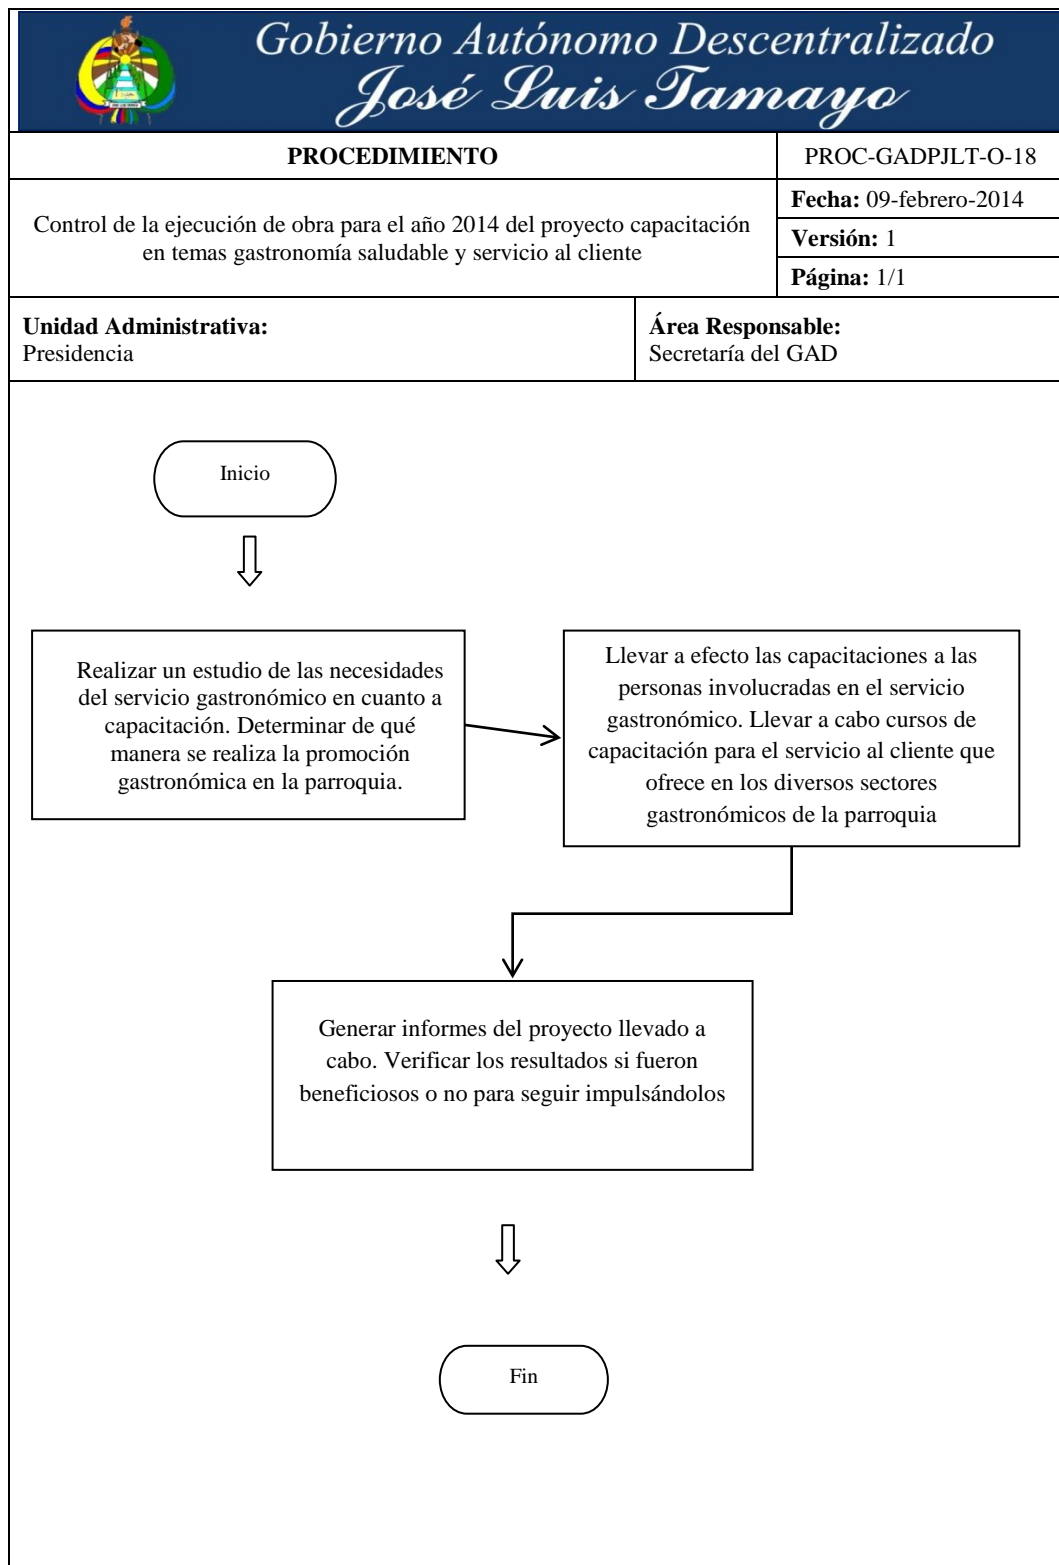 Gobierno Autónomo Descentralizado
José Luis Tamayo
PROCEDIMIENTO
PROC-GADPJLT-O-18
Control de la ejecución de obra para el año 2014 del proyecto capacitación
en temas gastronomía saludable y servicio al cliente
Fecha: 09-febrero-2014
Versión: 1
Página: 1/1
Unidad Administrativa:
Presidencia
Área Responsable:
Secretaría del GAD
Inicio
Realizar un estudio de las necesidades
del servicio gastronómico en cuanto a
capacitación. Determinar de qué
manera se realiza la promoción
gastronómica en la parroquia.
Llevar a efecto las capacitaciones a las
personas involucradas en el servicio
gastronómico. Llevar a cabo cursos de
capacitación para el servicio al cliente que
ofrece en los diversos sectores
gastronómicos de la parroquia
Generar informes del proyecto llevado a
cabo. Verificar los resultados si fueron
beneficiosos o no para seguir impulsándolos
Fin